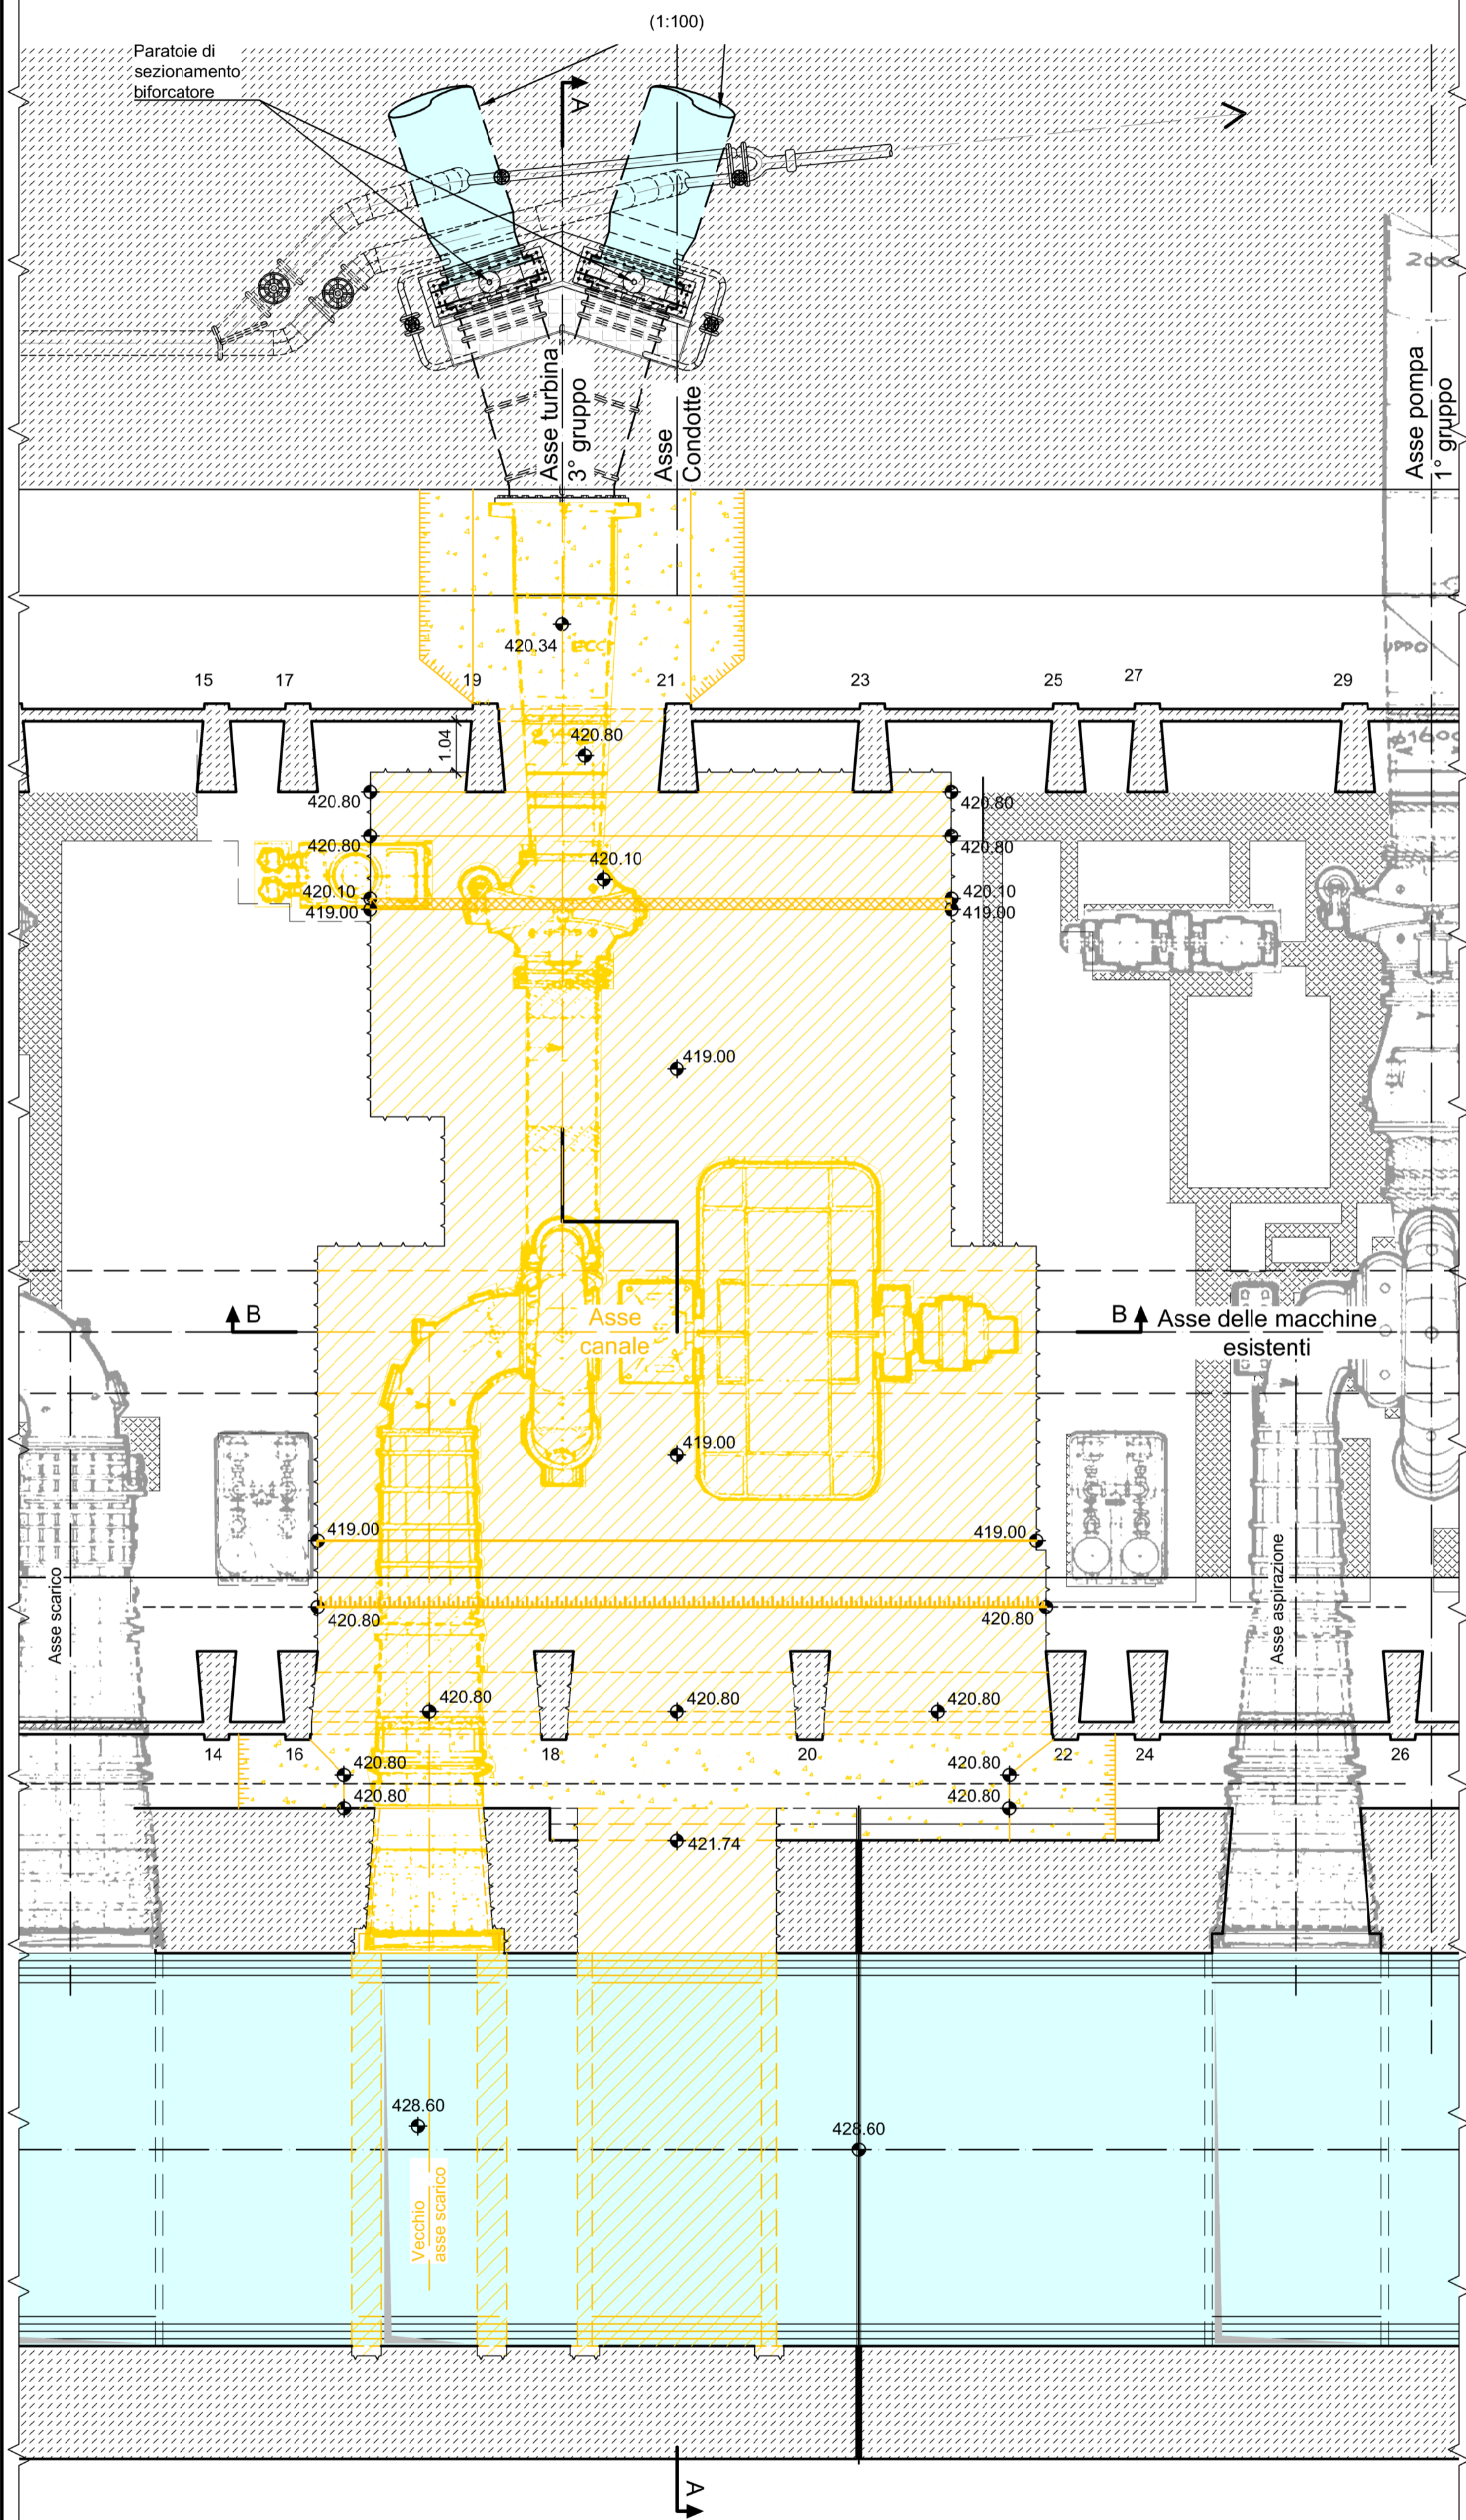 (1:100)
Paratoie di
sezionamento
biforcatore
A
200
Asse turbina
3° gruppo
Asse
Condotte
Asse pompa
1° gruppo
420.34
UPPO
15
17
19
21
23
25
27
29
1.04
420.80
ø1600
420.80
420.80
420.80
420.80
420.10
420.10
420.10
419.00
419.00
419.00
B
Asse
canale
B
Asse delle macchine
esistenti
419.00
419.00
419.00
Asse scarico
Asse aspirazione
420.80
420.80
420.80
420.80
420.80
14
16
18
20
22
24
26
420.80
420.80
420.80
420.80
421.74
428.60
428.60
Vecchio
asse scarico
A